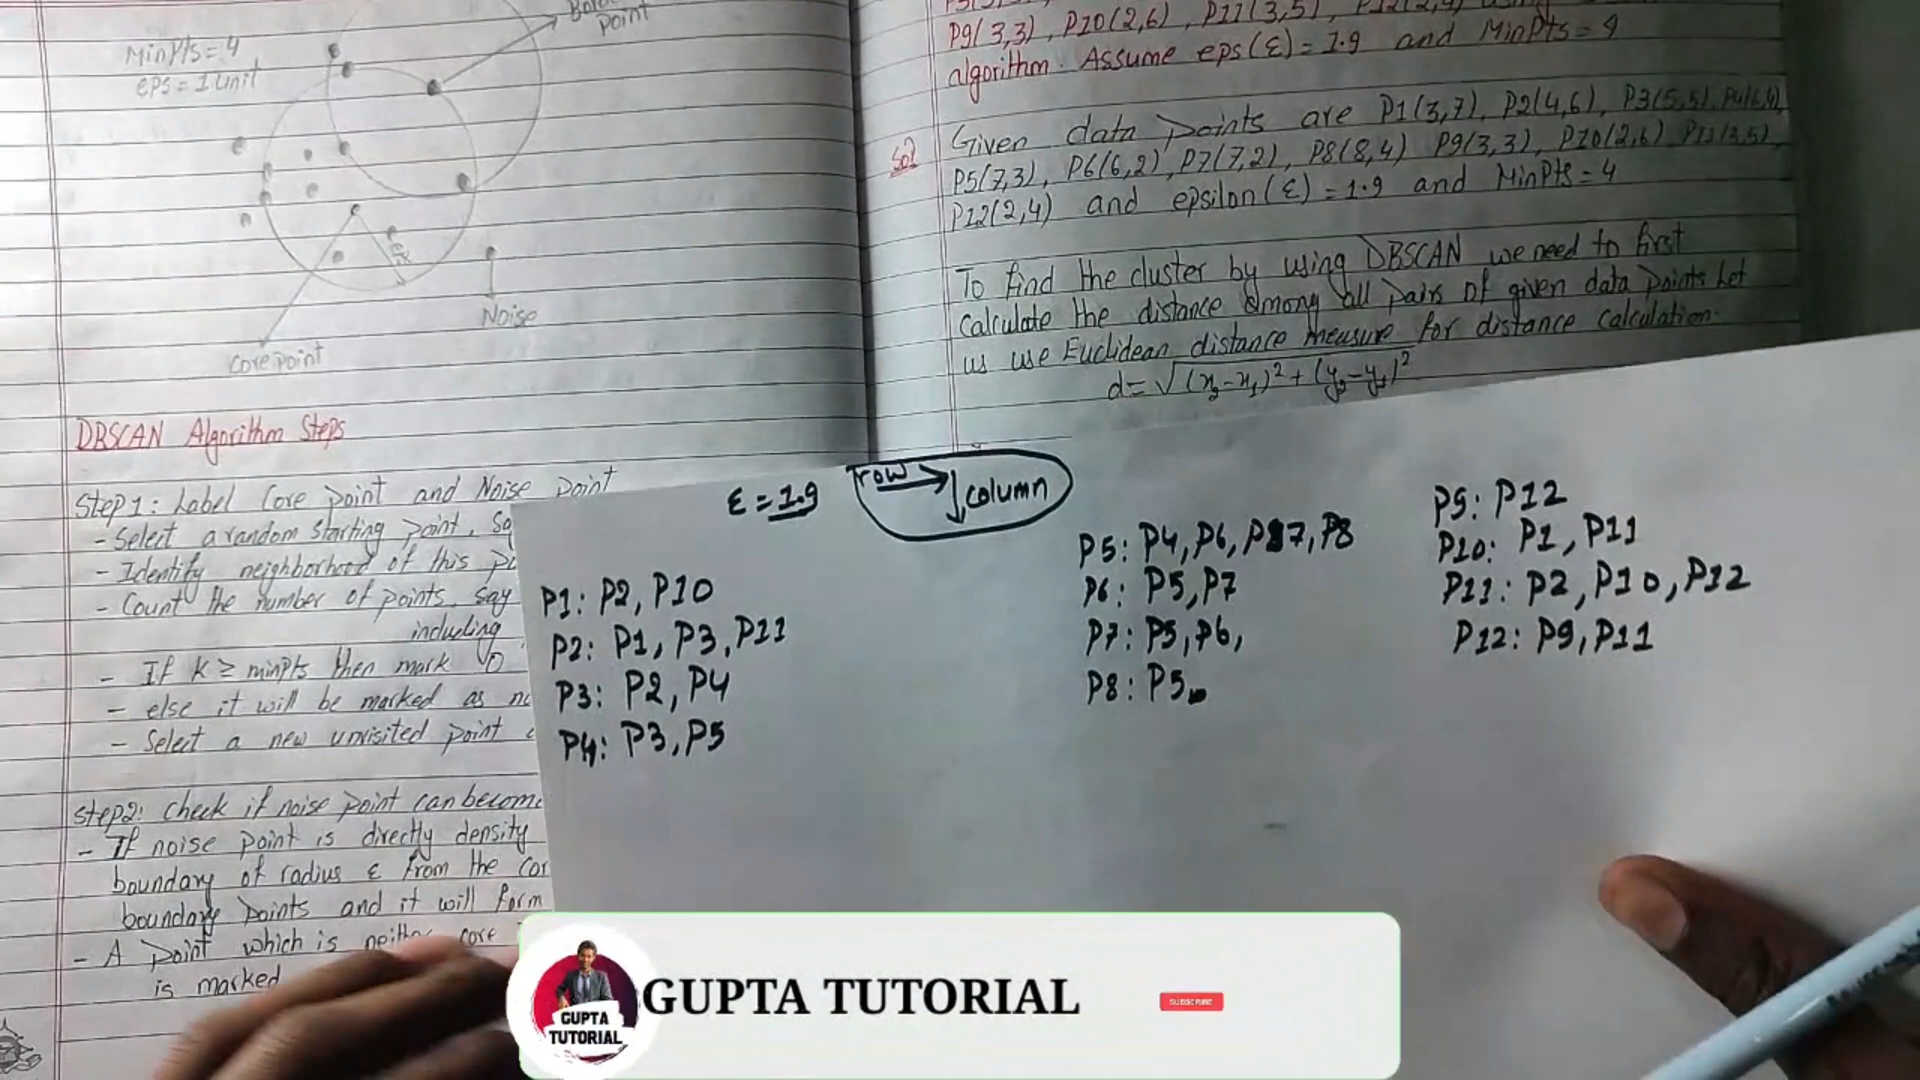 MinPts = 4
eps = 1 unit
Point
Core point
Noise
DBSCAN Algorithm Steps
Step 1: Label Core point and Noise point
- Select a random starting point,
- Identify neighborhood of this
- Count the number of points, say
including
- If K ≥ minPts then mark
- else it will be marked as
- Select a new unvisited point
Step2: Check if noise point can become
- If noise point is directly density
boundary of radius ε from the
boundary points and it will form
- A point which is neither core
is marked
P9(3,3), P10(2,6), P11(3,5), P12(2,4)
algorithm. Assume eps(ε) = 1.9 and MinPts = 4
Sol Given data points are P1(3,7), P2(4,6), P3(5,5), P4(6,4),
P5(7,3), P6(6,2), P7(7,2), P8(8,4) P9(3,3), P10(2,6) P11(3,5),
P12(2,4) and epsilon(ε) = 1.9 and MinPts = 4
To find the cluster by using DBSCAN we need to first
Calculate the distance among all pairs of given data points Let
us use Euclidean distance measure for distance calculation.
d = √(x₂-x₁)² + (y₂-y₁)²
ε = 1.9
row → ↓ column
P1: P2, P10
P2: P1, P3, P11
P3: P2, P4
P4: P3, P5
P5: P4, P6, P7, P8
P6: P5, P7
P7: P5, P6,
P8: P5
P9: P12
P10: P1, P11
P11: P2, P10, P12
P12: P9, P11
GUPTA TUTORIAL
GUPTA TUTORIAL
SUBSCRIBE